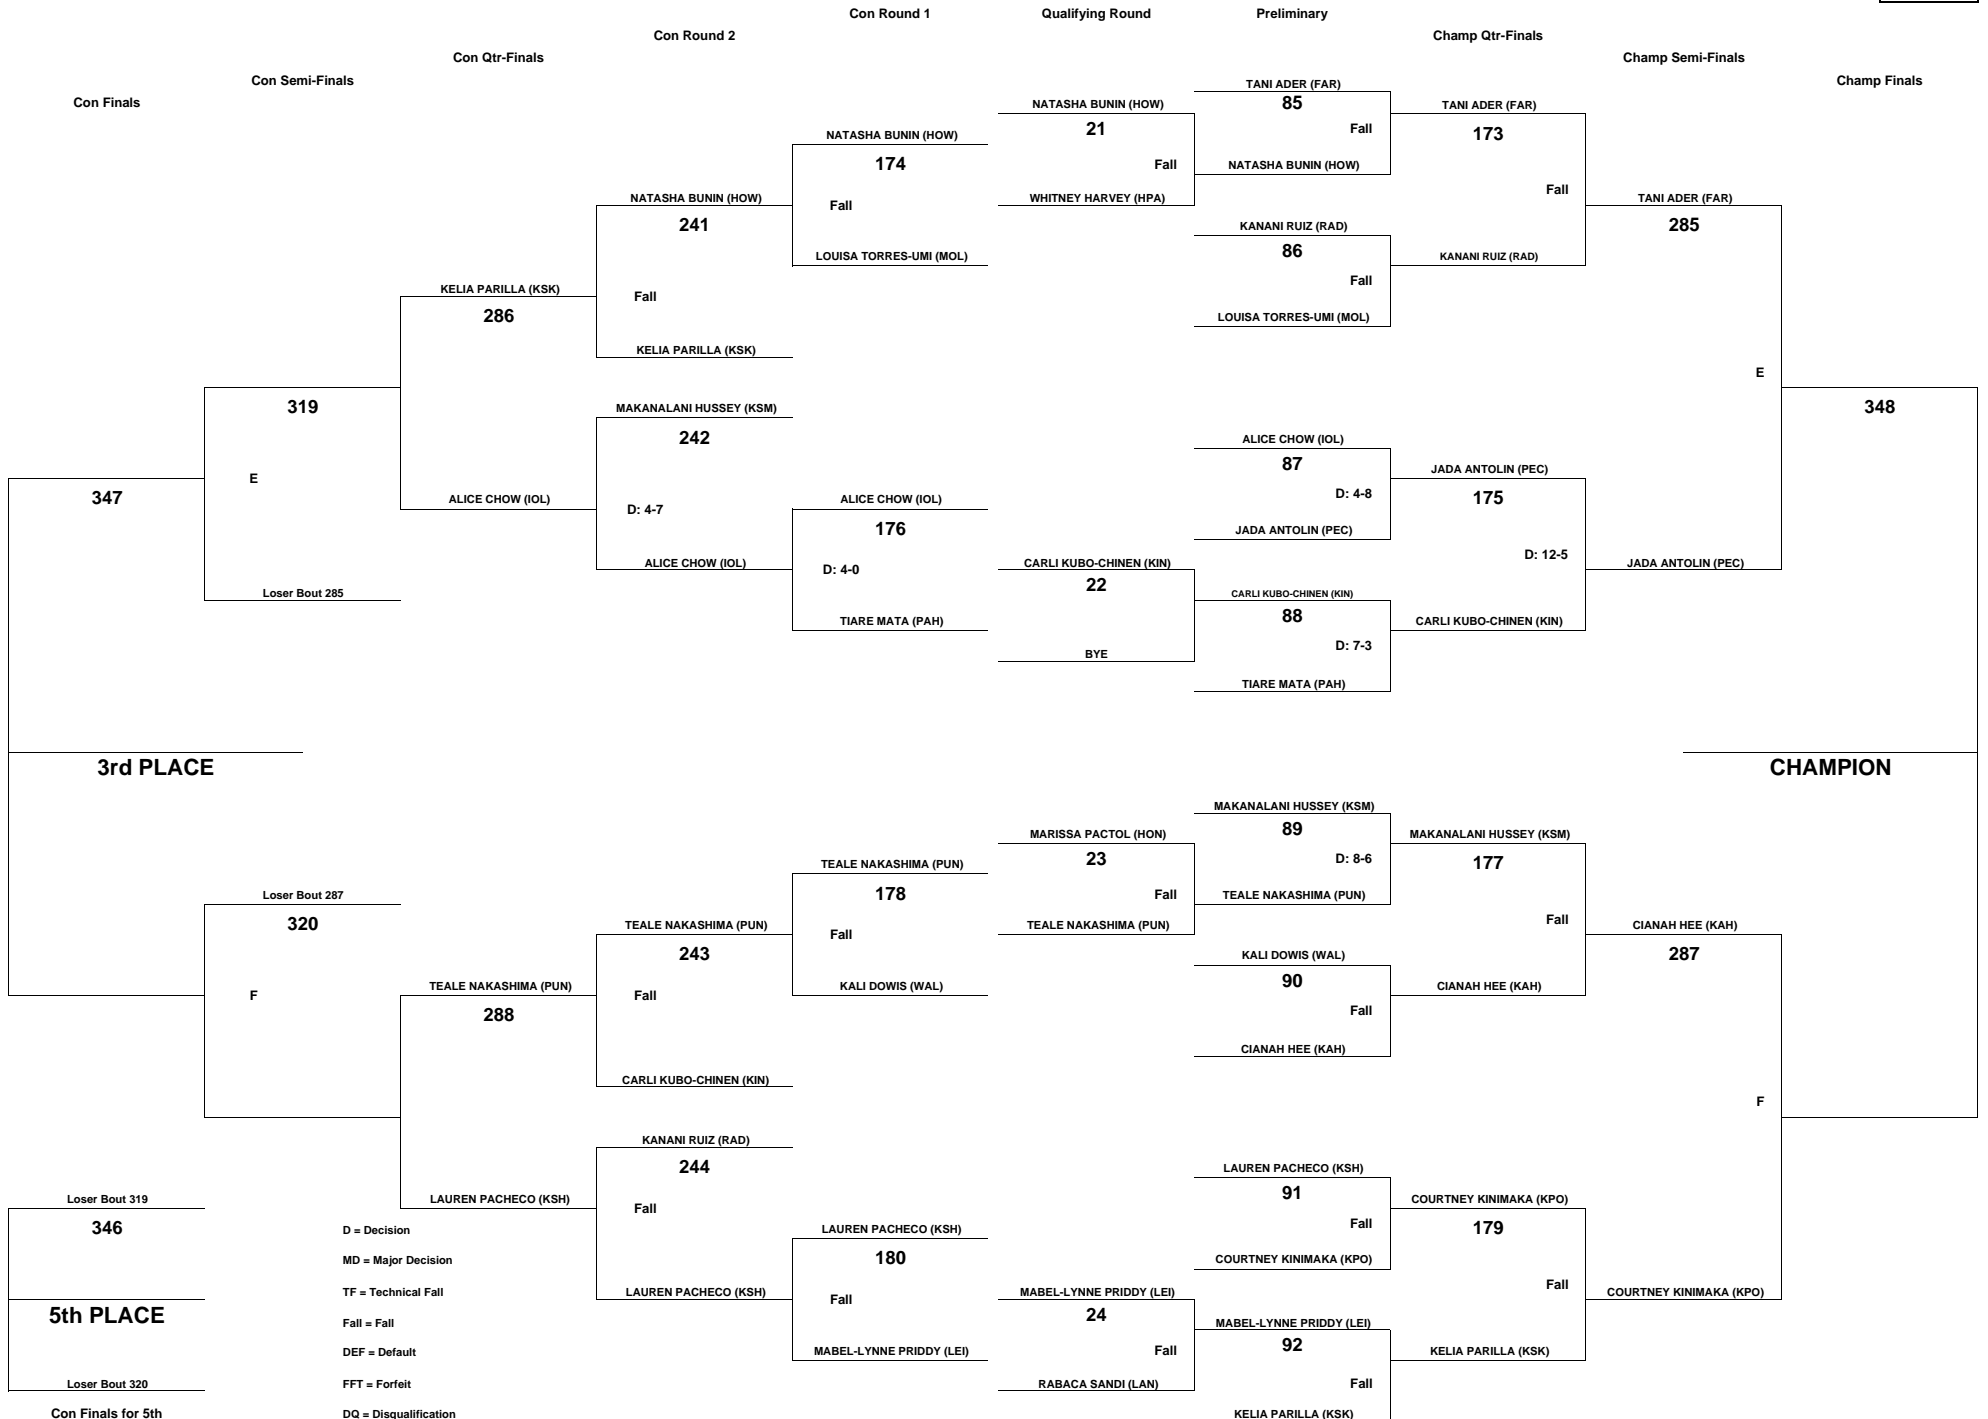 Con Round 1
Qualifying Round
Preliminary
Con Round 2
Champ Qtr-Finals
Con Qtr-Finals
Champ Semi-Finals
Con Semi-Finals
Champ Finals
Con Finals
TANI ADER (FAR)
85
Fall
NATASHA BUNIN (HOW)
NATASHA BUNIN (HOW)
21
Fall
WHITNEY HARVEY (HPA)
TANI ADER (FAR)
173
Fall
KANANI RUIZ (RAD)
NATASHA BUNIN (HOW)
174
Fall
LOUISA TORRES-UMI (MOL)
KANANI RUIZ (RAD)
86
Fall
LOUISA TORRES-UMI (MOL)
NATASHA BUNIN (HOW)
241
Fall
KELIA PARILLA (KSK)
TANI ADER (FAR)
285
E
JADA ANTOLIN (PEC)
KELIA PARILLA (KSK)
286
ALICE CHOW (IOL)
319
E
Loser Bout 285
348
MAKANALANI HUSSEY (KSM)
242
D: 4-7
ALICE CHOW (IOL)
ALICE CHOW (IOL)
87
D: 4-8
JADA ANTOLIN (PEC)
JADA ANTOLIN (PEC)
175
D: 12-5
CARLI KUBO-CHINEN (KIN)
347
ALICE CHOW (IOL)
176
D: 4-0
TIARE MATA (PAH)
CARLI KUBO-CHINEN (KIN)
22
BYE
CARLI KUBO-CHINEN (KIN)
88
D: 7-3
TIARE MATA (PAH)
3rd PLACE
CHAMPION
MAKANALANI HUSSEY (KSM)
89
D: 8-6
TEALE NAKASHIMA (PUN)
MARISSA PACTOL (HON)
23
Fall
TEALE NAKASHIMA (PUN)
MAKANALANI HUSSEY (KSM)
177
Fall
CIANAH HEE (KAH)
TEALE NAKASHIMA (PUN)
178
Fall
KALI DOWIS (WAL)
Loser Bout 287
320
F
TEALE NAKASHIMA (PUN)
243
Fall
CARLI KUBO-CHINEN (KIN)
CIANAH HEE (KAH)
287
F
COURTNEY KINIMAKA (KPO)
KALI DOWIS (WAL)
90
Fall
CIANAH HEE (KAH)
TEALE NAKASHIMA (PUN)
288
LAUREN PACHECO (KSH)
KANANI RUIZ (RAD)
244
Fall
LAUREN PACHECO (KSH)
LAUREN PACHECO (KSH)
91
Fall
COURTNEY KINIMAKA (KPO)
COURTNEY KINIMAKA (KPO)
179
Fall
KELIA PARILLA (KSK)
LAUREN PACHECO (KSH)
180
Fall
MABEL-LYNNE PRIDDY (LEI)
MABEL-LYNNE PRIDDY (LEI)
24
Fall
RABACA SANDI (LAN)
MABEL-LYNNE PRIDDY (LEI)
92
Fall
KELIA PARILLA (KSK)
Loser Bout 319
346
5th PLACE
Loser Bout 320
Con Finals for 5th
D = Decision
MD = Major Decision
TF = Technical Fall
Fall = Fall
DEF = Default
FFT = Forfeit
DQ = Disqualification